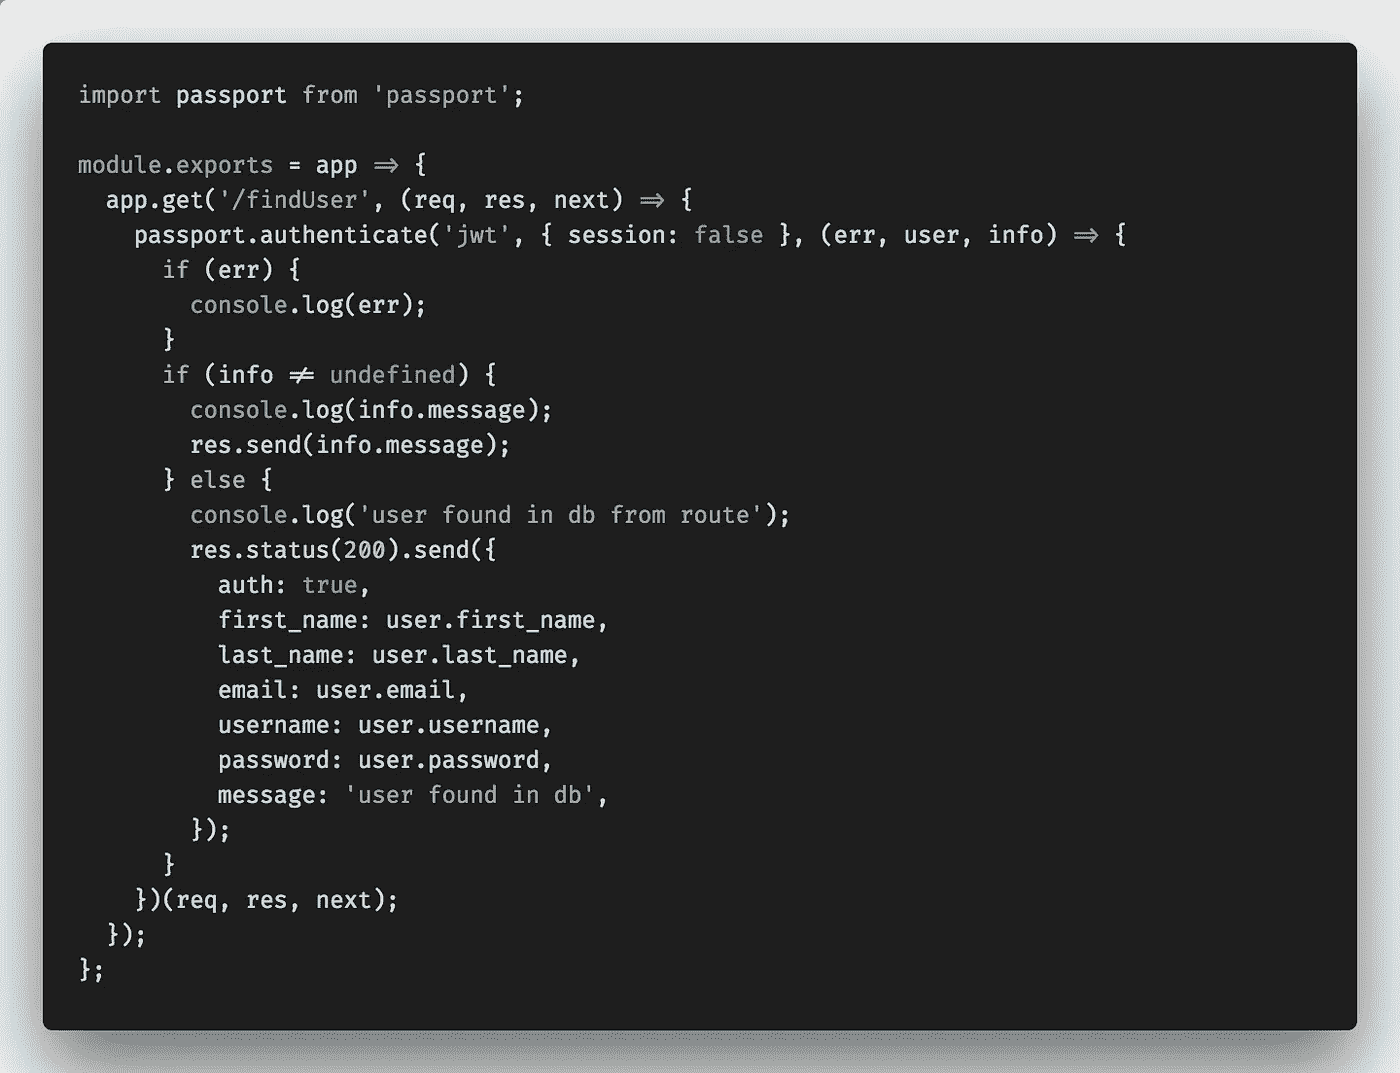 import passport from 'passport';
module.exports = app => {
  app.get('/findUser', (req, res, next) => {
    passport.authenticate('jwt', { session: false }, (err, user, info) => {
      if (err) {
        console.log(err);
      }
      if (info != undefined) {
        console.log(info.message);
        res.send(info.message);
      } else {
        console.log('user found in db from route');
        res.status(200).send({
          auth: true,
          first_name: user.first_name,
          last_name: user.last_name,
          email: user.email,
          username: user.username,
          password: user.password,
          message: 'user found in db',
        });
      }
    })(req, res, next);
  });
};